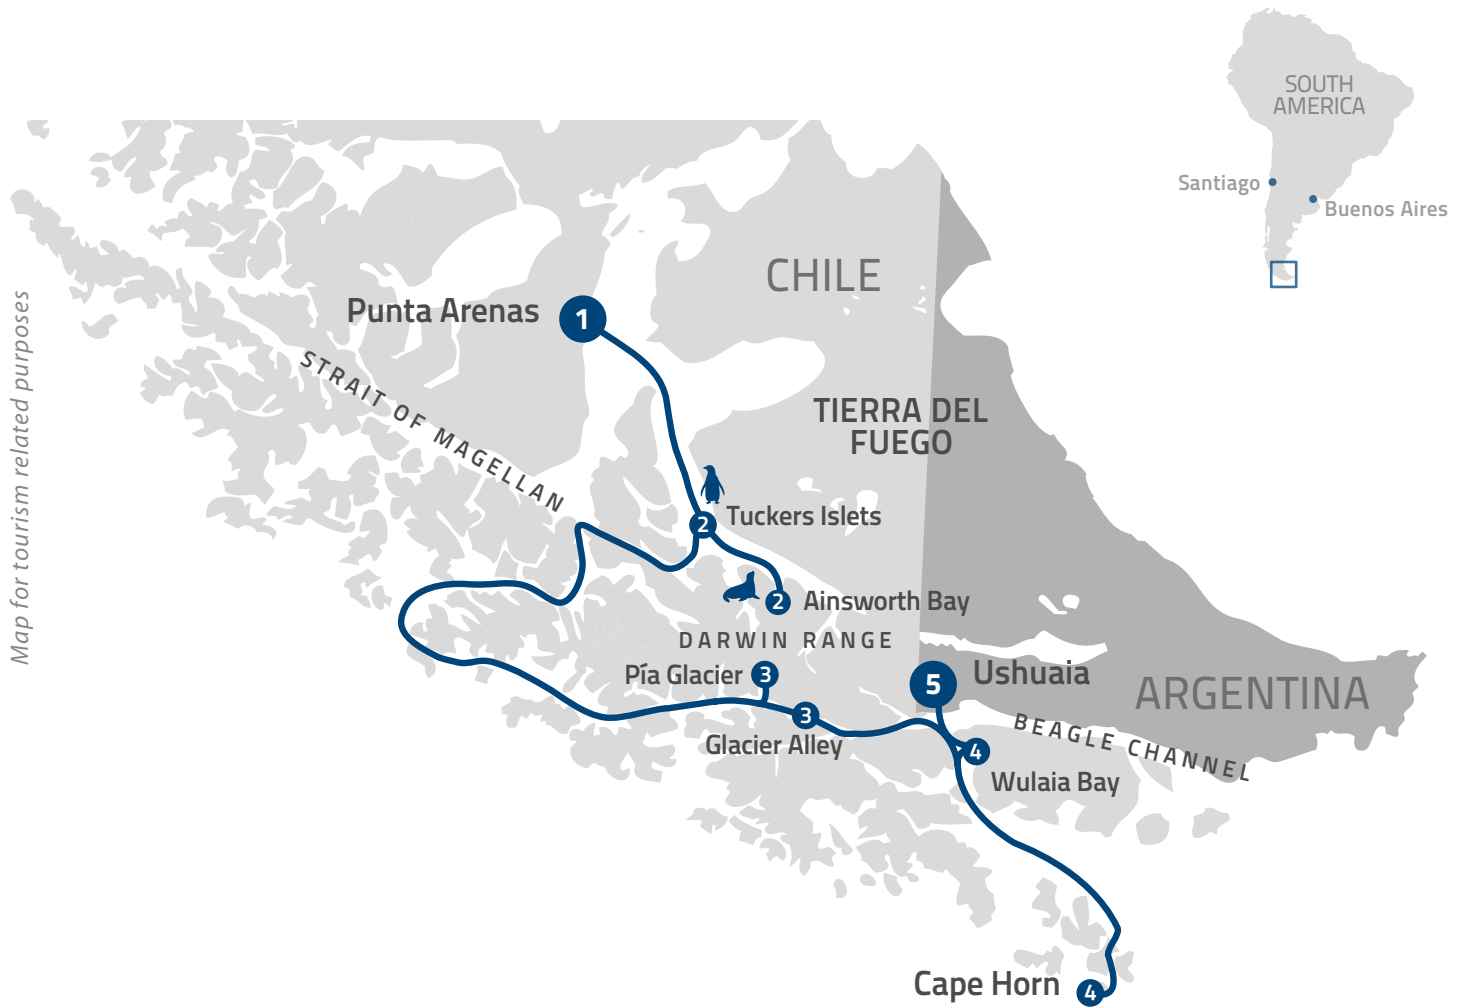 SOUTH
AMERICA
Santiago
Buenos Aires
Map for tourism related purposes
CHILE
Punta Arenas
1
STRAIT OF MAGELLAN
TIERRA DEL
FUEGO
2
Tuckers Islets
2
Ainsworth Bay
DARWIN RANGE
Pía Glacier
3
3
Glacier Alley
5
Ushuaia
ARGENTINA
BEAGLE CHANNEL
4
Wulaia Bay
Cape Horn
4